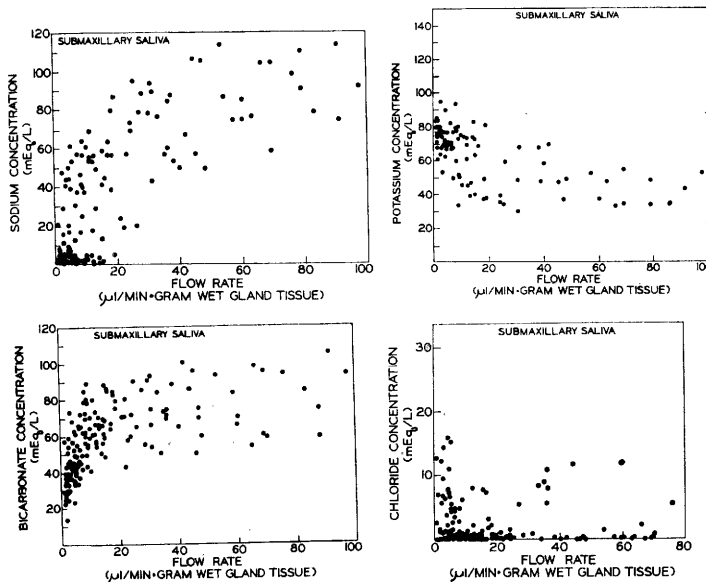 SUBMAXILLARY SALIVA
SODIUM CONCENTRATION
(mEq/L)
120
100
80
60
40
20
0
20
40
60
80
100
FLOW RATE
(µl/MIN•GRAM WET GLAND TISSUE)
SUBMAXILLARY SALIVA
POTASSIUM CONCENTRATION
(mEq/L)
100
80
60
40
20
0
20
40
60
80
100
FLOW RATE
(µl/MIN•GRAM WET GLAND TISSUE)
SUBMAXILLARY SALIVA
BICARBONATE CONCENTRATION
(mEq/L)
120
100
80
60
40
20
0
20
40
60
80
100
FLOW RATE
(µl/MIN•GRAM WET GLAND TISSUE)
SUBMAXILLARY SALIVA
CHLORIDE CONCENTRATION
(mEq/L)
30
20
10
0
20
40
60
80
FLOW RATE
(µl/MIN•GRAM WET GLAND TISSUE)